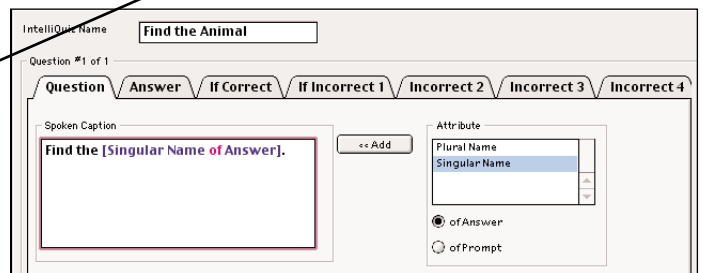 IntelliQuiz Name
Find the Animal
Question #1 of 1
Question Answer If Correct If Incorrect 1 Incorrect 2 Incorrect 3 Incorrect 4
Spoken Caption
Find the [Singular Name of Answer].
<< Add
Attribute
Plural Name
Singular Name
of Answer
of Prompt